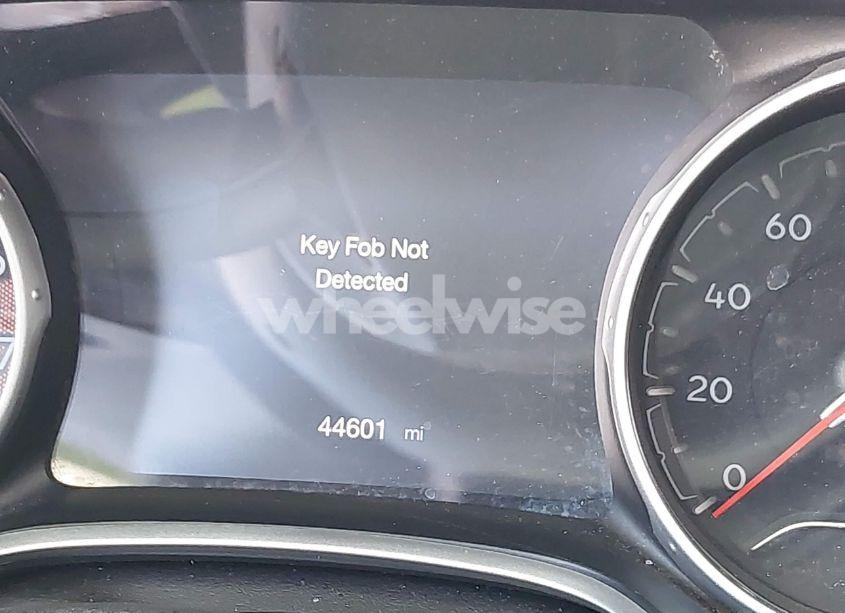 Key Fob Not
Detected
wheelwise
44601 mi
60
40
20
0